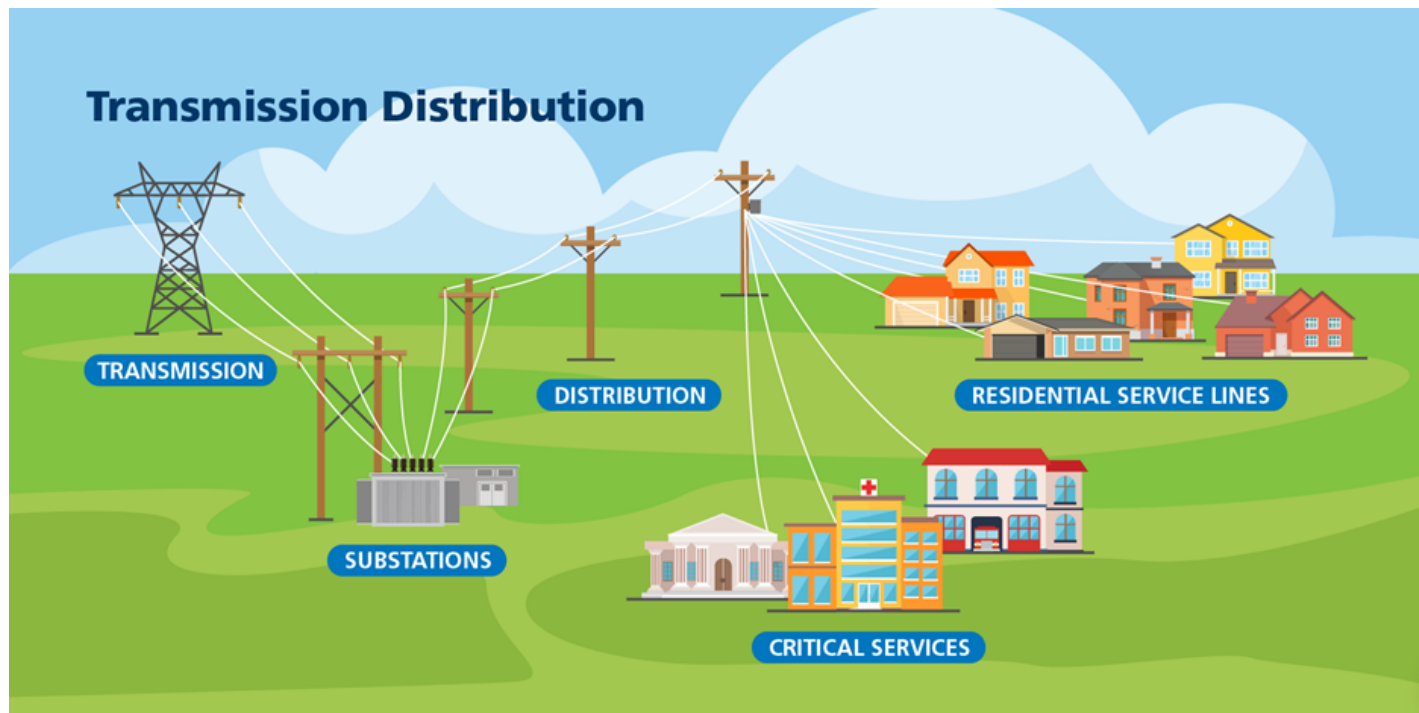 Transmission Distribution
TRANSMISSION
DISTRIBUTION
RESIDENTIAL SERVICE LINES
SUBSTATIONS
CRITICAL SERVICES